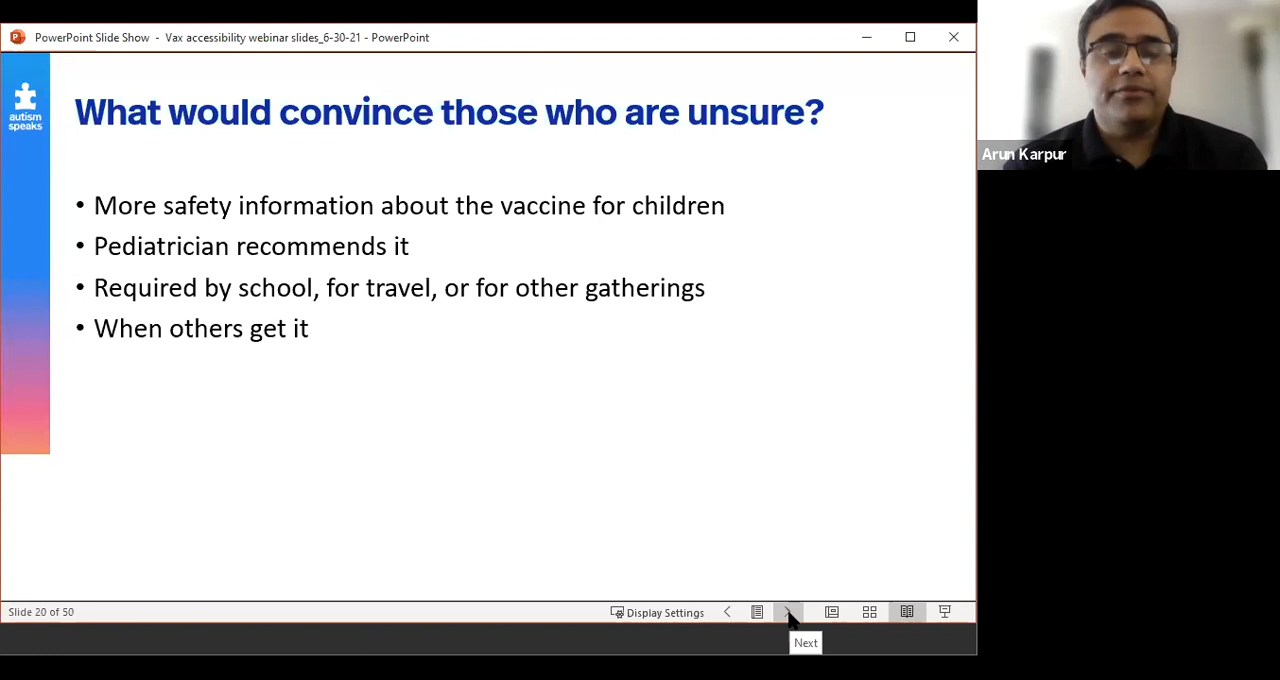 PowerPoint Slide Show - Vax accessibility webinar slides_6-30-21 - PowerPoint
autism
speaks
What would convince those who are unsure?
• More safety information about the vaccine for children
• Pediatrician recommends it
• Required by school, for travel, or for other gatherings
• When others get it
Arun Karpur
Slide 20 of 50
Display Settings
Next